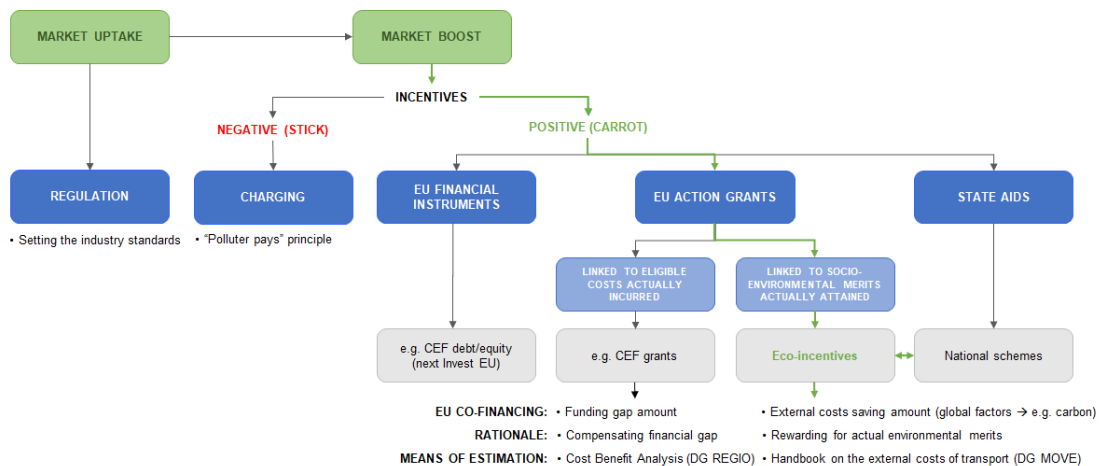 MARKET UPTAKE
MARKET BOOST
INCENTIVES
NEGATIVE (STICK)
POSITIVE (CARROT)
REGULATION
CHARGING
EU FINANCIAL
INSTRUMENTS
EU ACTION GRANTS
STATE AIDS
• Setting the industry standards
• "Polluter pays" principle
LINKED TO ELIGIBLE
COSTS ACTUALLY
INCURRED
LINKED TO SOCIO-
ENVIRONMENTAL MERITS
ACTUALLY ATTAINED
e.g. CEF debt/equity
(next Invest EU)
e.g. CEF grants
Eco-incentives
National schemes
EU CO-FINANCING: • Funding gap amount • External costs saving amount (global factors → e.g. carbon)
RATIONALE: • Compensating financial gap • Rewarding for actual environmental merits
MEANS OF ESTIMATION: • Cost Benefit Analysis (DG REGIO) • Handbook on the external costs of transport (DG MOVE)